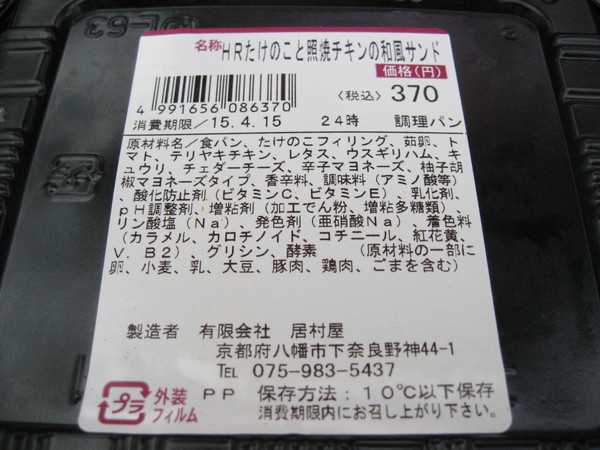 L-63
名称 HRたけのこと照焼チキンの和風サンド
価格(円)
4 991656 086370
〈税込〉 370
消費期限／15.4.15 24時 調理パン
原材料名／食パン、たけのこフィリング、茹卵、ト
マト、テリヤキチキン、レタス、ウスギリハム、キ
ュウリ、チェダーチーズ、辛子マヨネーズ、柚子胡
椒マヨネーズタイプ、香辛料、調味料（アミノ酸等）
、酸化防止剤（ビタミンC、ビタミンE）、乳化剤、
pH調整剤、増粘剤（加工でん粉、増粘多糖類）、
リン酸塩（Na）、発色剤（亜硝酸Na）、着色料
（カラメル、カロチノイド、コチニール、紅花黄、
V．B2）、グリシン、酵素 （原材料の一部に
卵、小麦、乳、大豆、豚肉、鶏肉、ごまを含む）
製造者 有限会社 居村屋
京都府八幡市下奈良野神44-1
TEL 075-983-5437
プラ 外装 PP 保存方法：10℃以下保存
フィルム 消費期限内にお召し上がり下さい。